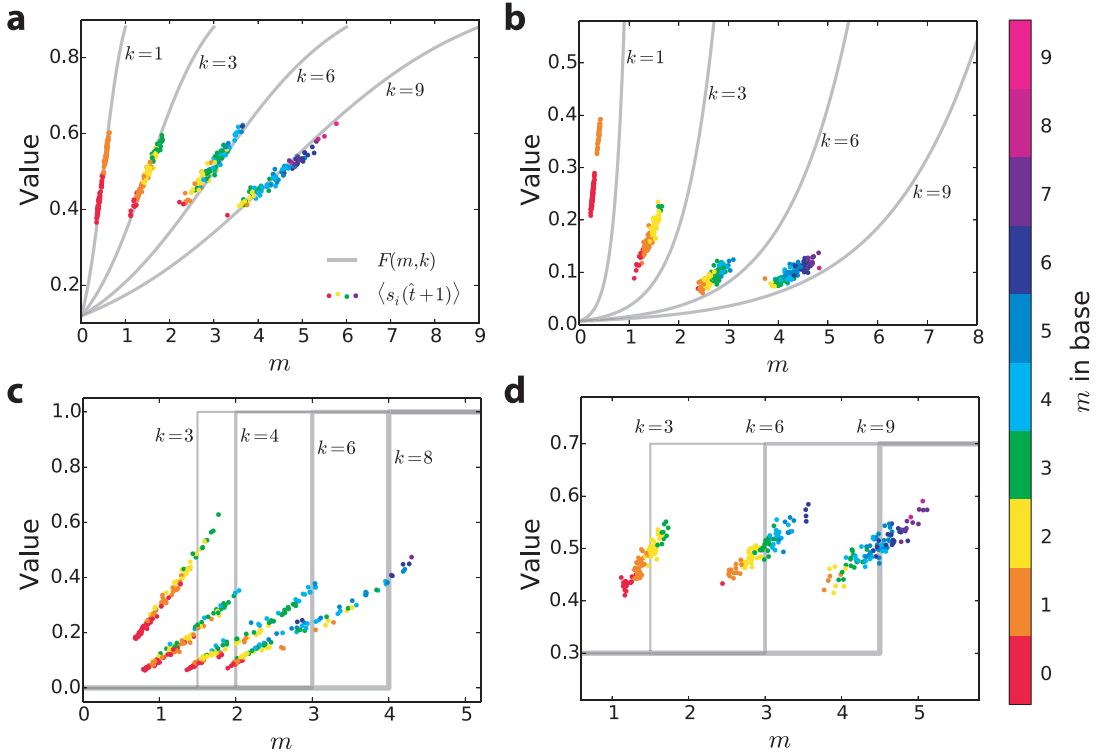 a
Value
0.8
0.6
0.4
0.2
k=1
k=3
k=6
k=9
F(m,k)
⟨s_i(t̂+1)⟩
0 1 2 3 4 5 6 7 8 9
m
b
Value
0.5
0.4
0.3
0.2
0.1
0.0
k=1
k=3
k=6
k=9
0 1 2 3 4 5 6 7 8
m
c
Value
1.0
0.8
0.6
0.4
0.2
0.0
k=3
k=4
k=6
k=8
0 1 2 3 4 5
m
d
Value
0.7
0.6
0.5
0.4
0.3
k=3
k=6
k=9
1 2 3 4 5
m
9
8
7
6
5
4
3
2
1
0
m in base